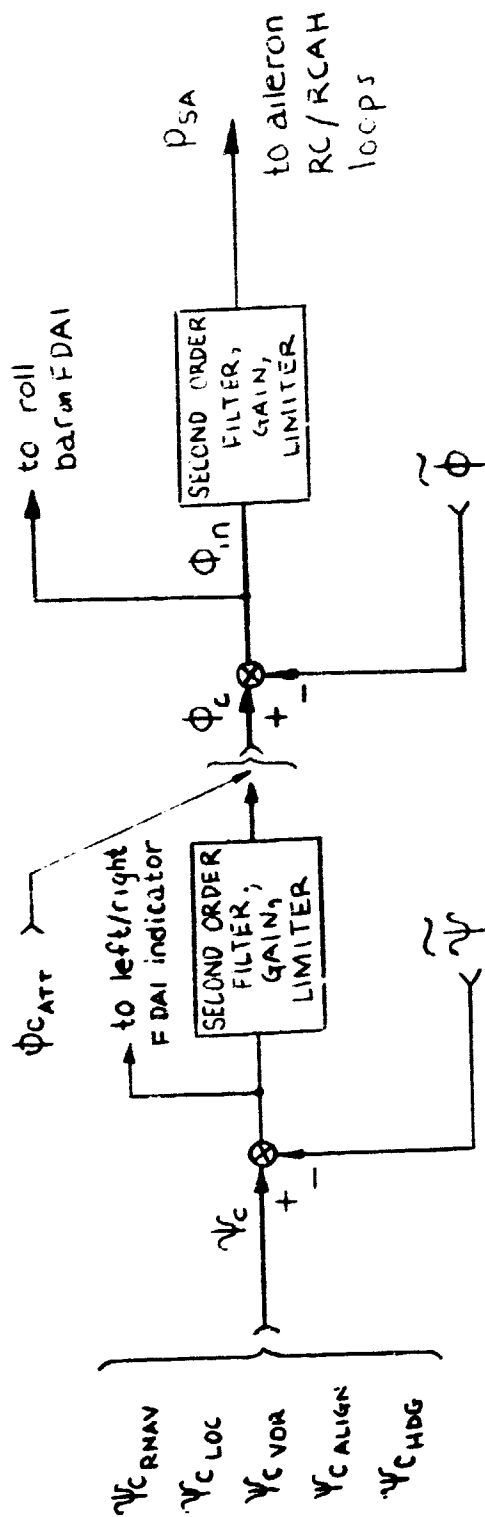 ΨC RNAV
ΨC LOC
ΨC VOR
ΨC ALIGN
ΨC HDG
Ψc
+
−
Ψ̃
to left/right
FDAI indicator
SECOND ORDER
FILTER,
GAIN,
LIMITER
ΦC ATT
Φc
+
−
Φ̃
Φin
to roll
bar on FDAI
SECOND ORDER
FILTER,
GAIN,
LIMITER
PSA
to aileron
RC/RCAH
loops